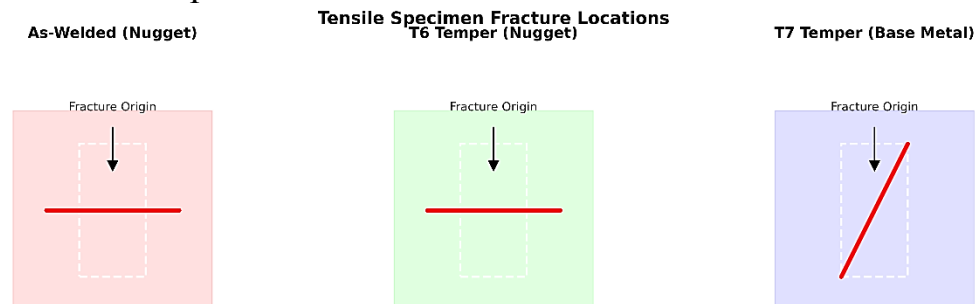 Tensile Specimen Fracture Locations
As-Welded (Nugget)
T6 Temper (Nugget)
T7 Temper (Base Metal)
Fracture Origin
Fracture Origin
Fracture Origin